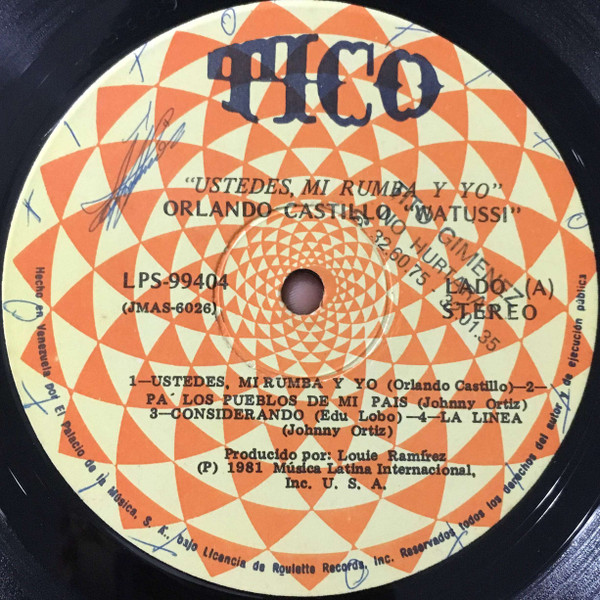 TICO
"USTEDES, MI RUMBA Y YO"
ORLANDO CASTILLO "WATUSSI"
LPS-99404
(JMAS-6026)
LADO (A)
STEREO
GIMENEZ
1—USTEDES, MI RUMBA Y YO (Orlando Castillo)—2—
PA´LOS PUEBLOS DE MI PAIS (Johnny Ortiz)
3—CONSIDERANDO (Edu Lobo)—4—LA LINEA
(Johnny Ortiz)
Producido por: Louie Ramírez
(P) 1981 Música Latina Internacional,
Inc. U. S. A.
Hecho en Venezuela por El Palacio de la Música, S. A., bajo Licencia de Roulette Records, Inc. Reservados todos los derechos del autor y de ejecución pública